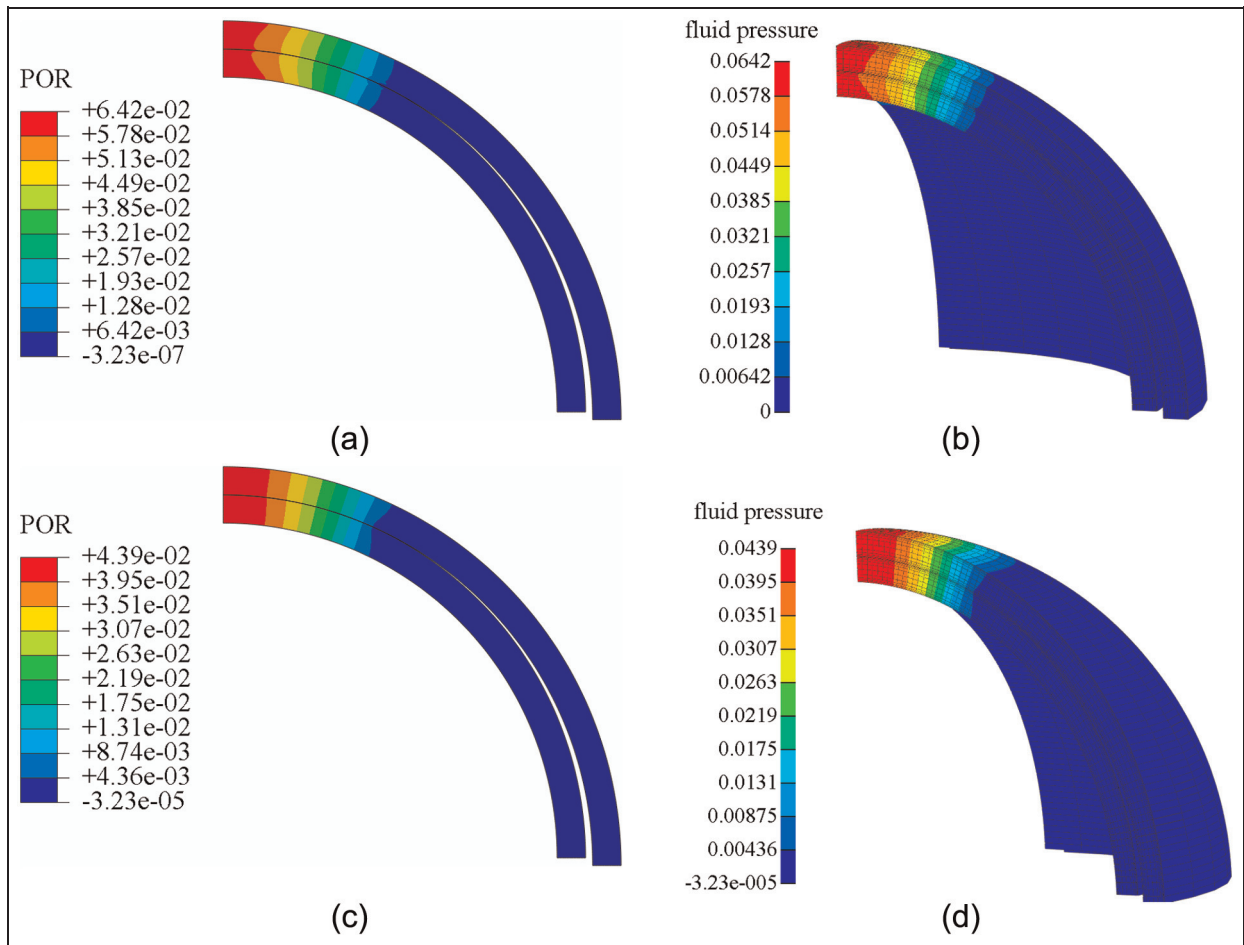 POR
+6.42e-02
+5.78e-02
+5.13e-02
+4.49e-02
+3.85e-02
+3.21e-02
+2.57e-02
+1.93e-02
+1.28e-02
+6.42e-03
-3.23e-07
(a)
fluid pressure
0.0642
0.0578
0.0514
0.0449
0.0385
0.0321
0.0257
0.0193
0.0128
0.00642
0
(b)
POR
+4.39e-02
+3.95e-02
+3.51e-02
+3.07e-02
+2.63e-02
+2.19e-02
+1.75e-02
+1.31e-02
+8.74e-03
+4.36e-03
-3.23e-05
(c)
fluid pressure
0.0439
0.0395
0.0351
0.0307
0.0263
0.0219
0.0175
0.0131
0.00875
0.00436
-3.23e-005
(d)